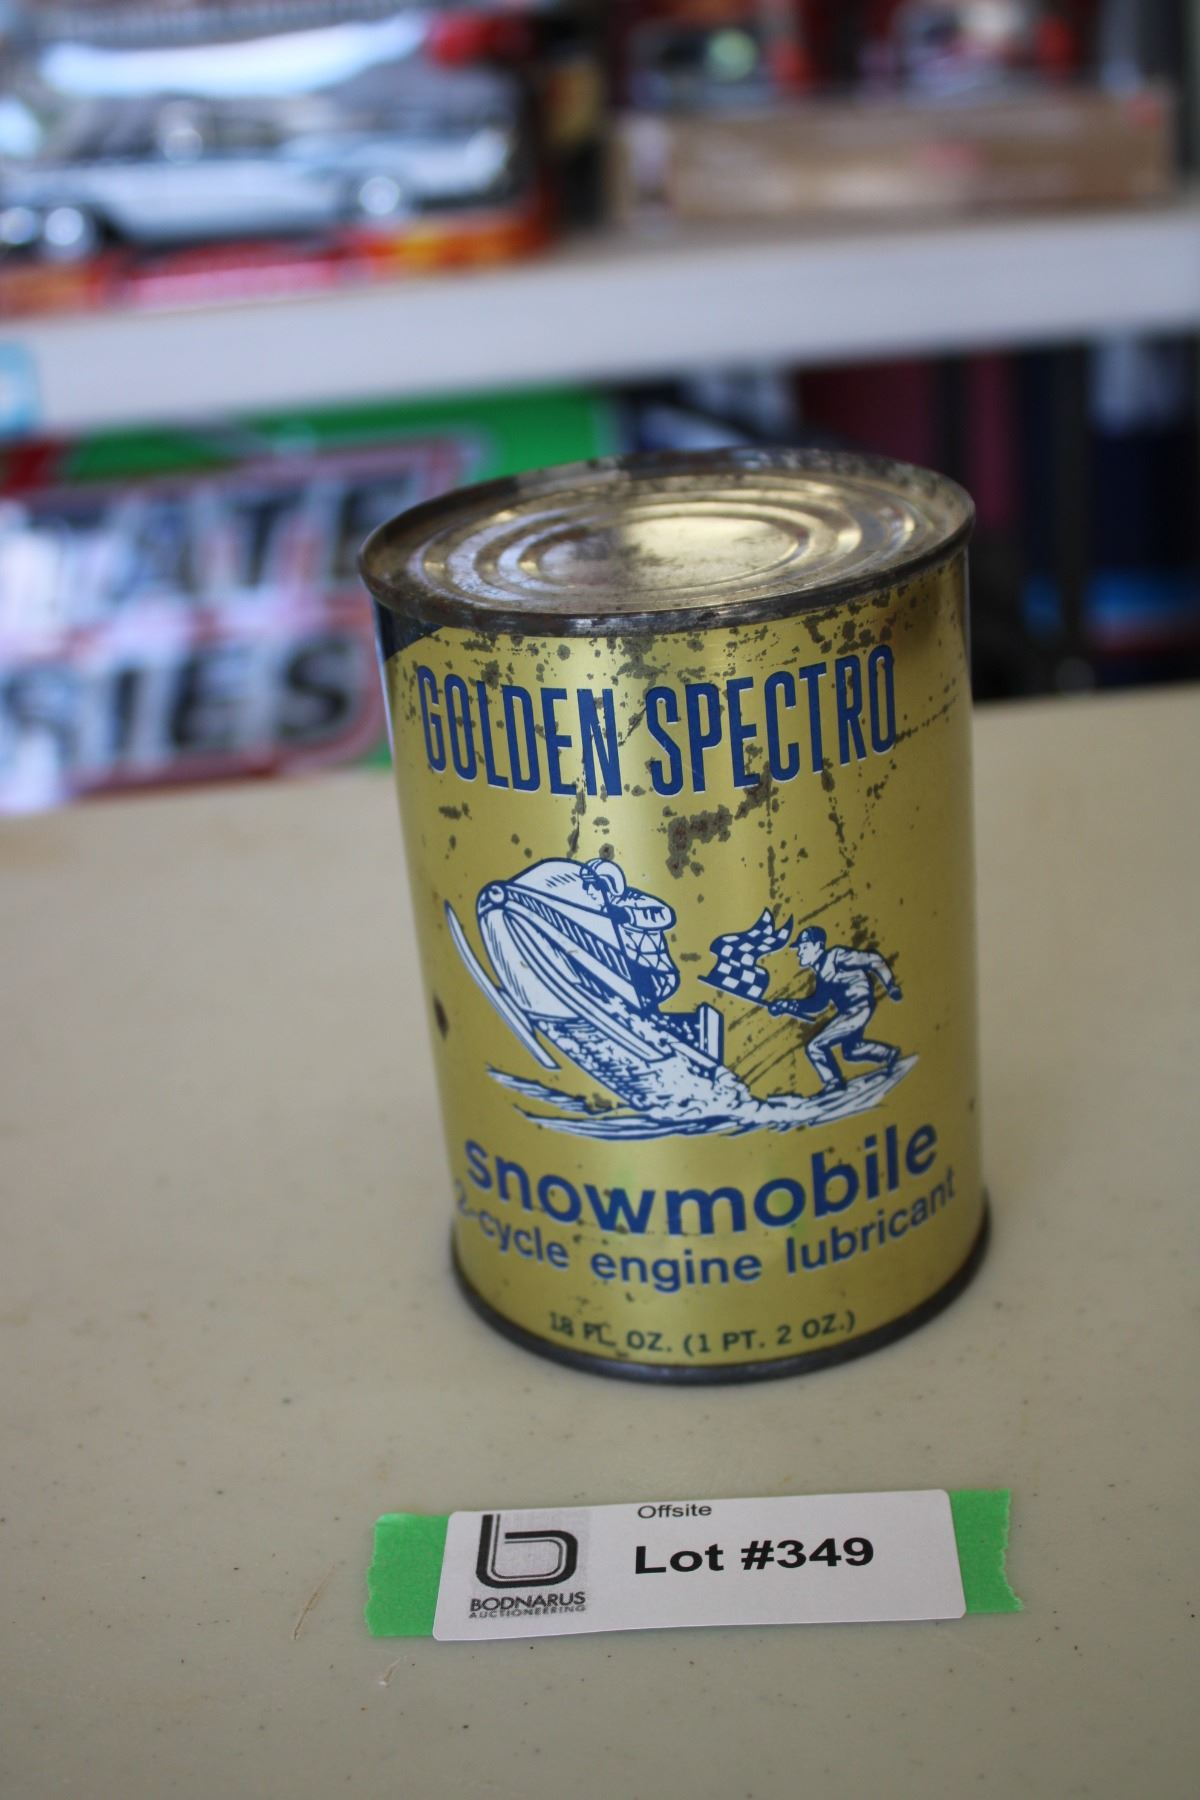 GOLDEN SPECTRO
snowmobile
2-cycle engine lubricant
18 FL. OZ. (1 PT. 2 OZ.)
Offsite
Lot #349
BODNARUS
AUCTIONEERING